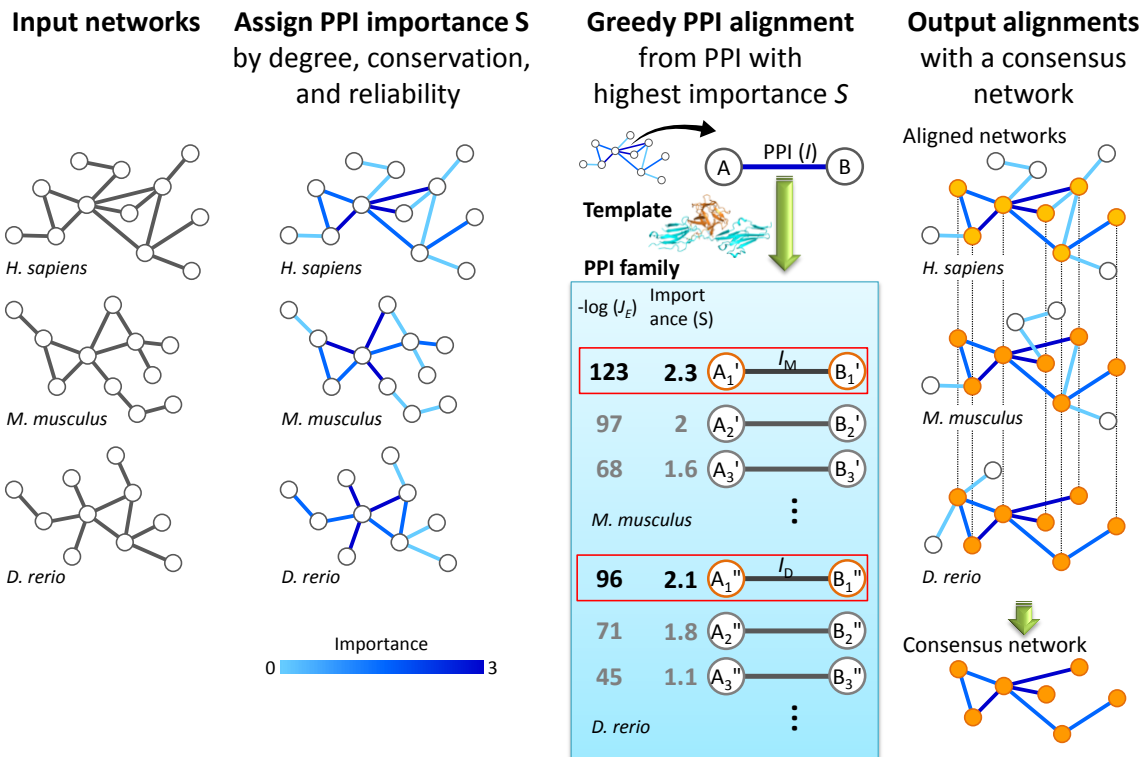 Input networks
H. sapiens
M. musculus
D. rerio
Assign PPI importance S
by degree, conservation,
and reliability
H. sapiens
M. musculus
D. rerio
Importance
0 3
Greedy PPI alignment
from PPI with
highest importance S
A PPI (I) B
Template
PPI family
-log (J_E) Import
ance (S)
123 2.3 A₁' I_M B₁'
97 2 A₂' B₂'
68 1.6 A₃' B₃'
⋮
M. musculus
96 2.1 A₁" I_D B₁"
71 1.8 A₂" B₂"
45 1.1 A₃" B₃"
⋮
D. rerio
Output alignments
with a consensus
network
Aligned networks
H. sapiens
M. musculus
D. rerio
Consensus network